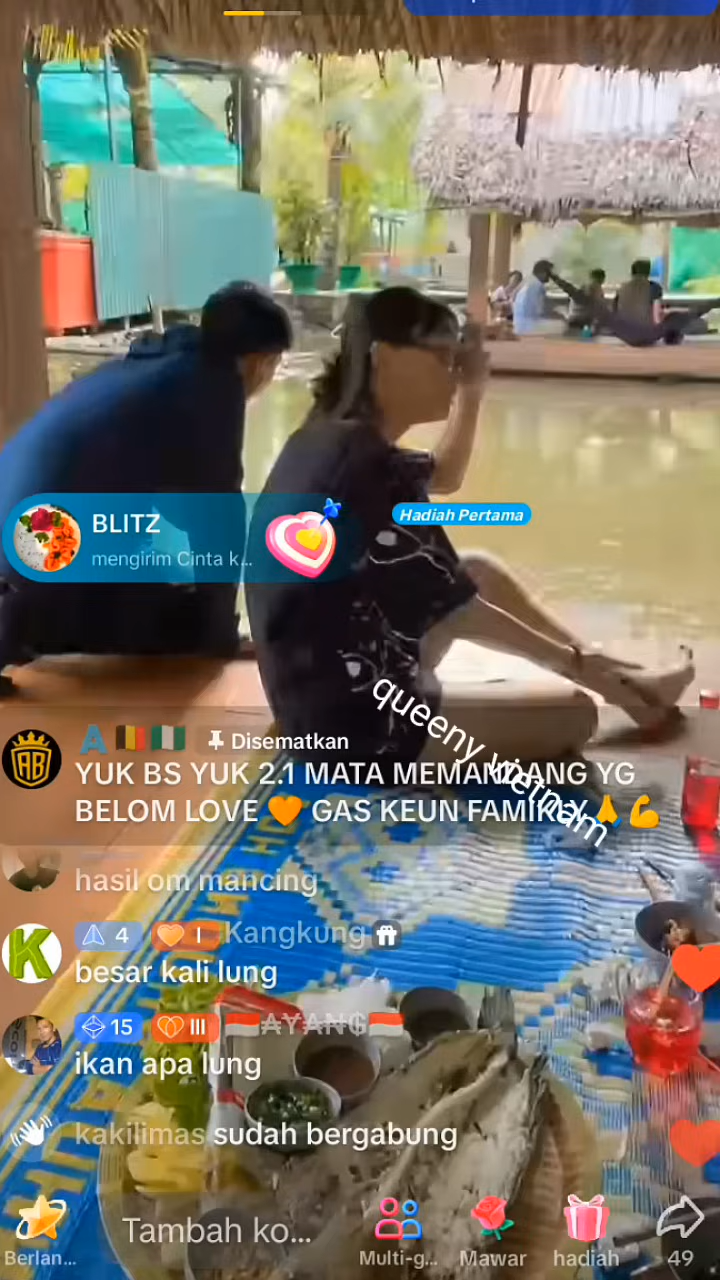 BLITZ
mengirim Cinta k...
Hadiah Pertama
queeny vietnam
AB
A Disematkan
YUK BS YUK 2.1 MATA MEMANDANG YG
BELOM LOVE 🧡 GAS KEUN FAMILY🙏💪
hasil om mancing
4 I Kangkung
besar kali lung
15 III AYANG
ikan apa lung
kakilimas sudah bergabung
Tambah ko...
Berlan...
Multi-g...
Mawar
hadiah
49